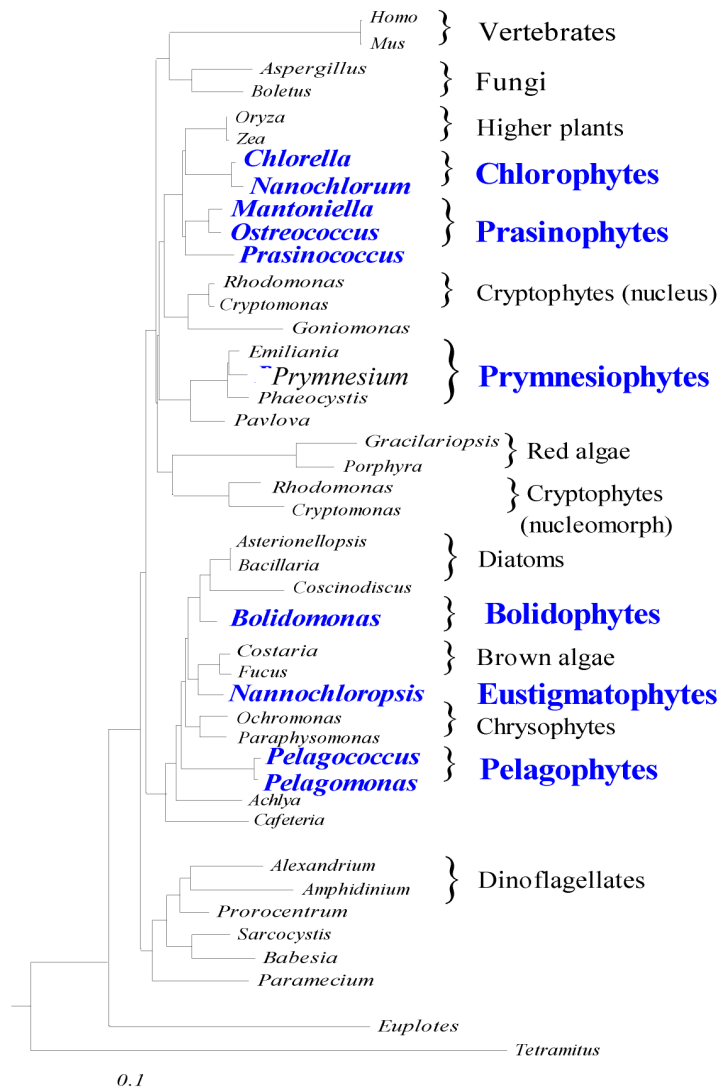 Homo
Mus
} Vertebrates
Aspergillus
Boletus
} Fungi
Oryza
Zea
} Higher plants
Chlorella
Nanochlorum
} Chlorophytes
Mantoniella
Ostreococcus
Prasinococcus
} Prasinophytes
Rhodomonas
Cryptomonas
} Cryptophytes (nucleus)
Goniomonas
Emiliania
Prymnesium
Phaeocystis
} Prymnesiophytes
Pavlova
Gracilariopsis
Porphyra
} Red algae
Rhodomonas
Cryptomonas
} Cryptophytes
(nucleomorph)
Asterionellopsis
Bacillaria
Coscinodiscus
} Diatoms
Bolidomonas } Bolidophytes
Costaria
Fucus
} Brown algae
Nannochloropsis Eustigmatophytes
Ochromonas
Paraphysomonas
} Chrysophytes
Pelagococcus
Pelagomonas
} Pelagophytes
Achlya
Cafeteria
Alexandrium
Amphidinium
} Dinoflagellates
Prorocentrum
Sarcocystis
Babesia
Paramecium
Euplotes
Tetramitus
0.1